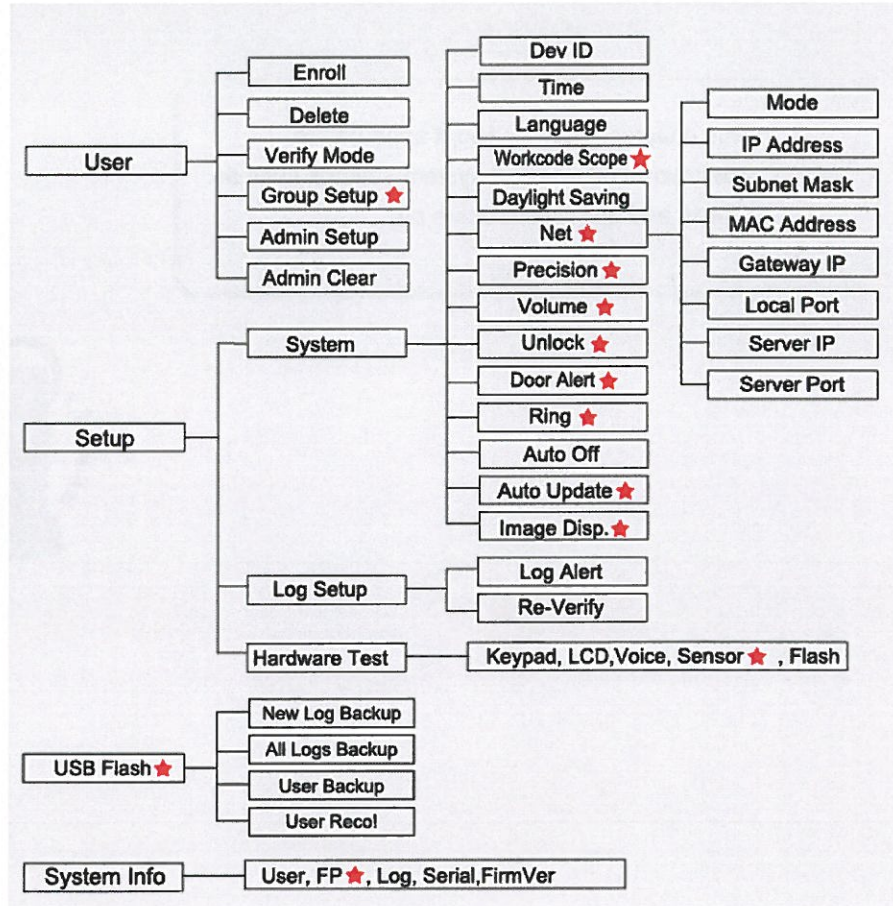 User
Enroll
Delete
Verify Mode
Group Setup ★
Admin Setup
Admin Clear
Setup
System
Dev ID
Time
Language
Workcode Scope ★
Daylight Saving
Net ★
Mode
IP Address
Subnet Mask
MAC Address
Gateway IP
Local Port
Server IP
Server Port
Precision ★
Volume ★
Unlock ★
Door Alert ★
Ring ★
Auto Off
Auto Update ★
Image Disp. ★
Log Setup
Log Alert
Re-Verify
Hardware Test
Keypad, LCD,Voice, Sensor ★ , Flash
USB Flash ★
New Log Backup
All Logs Backup
User Backup
User Recol
System Info
User, FP ★, Log, Serial,FirmVer